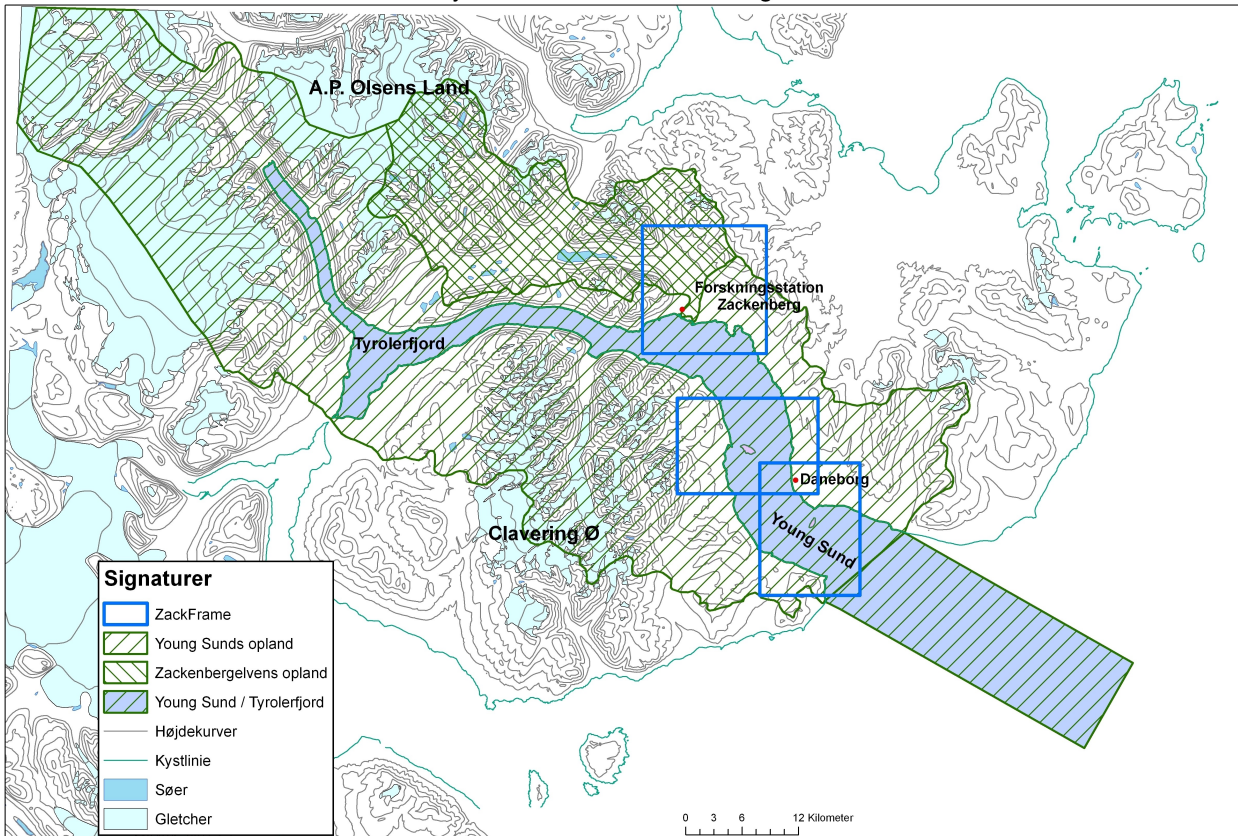 A.P. Olsens Land
Forskningsstation
Zackenberg
Tyrolerfjord
Daneborg
Clavering Ø
Young Sund
Signaturer
ZackFrame
Young Sunds opland
Zackenbergelvens opland
Young Sund / Tyrolerfjord
Højdekurver
Kystlinie
Søer
Gletcher
0 3 6 12 Kilometer